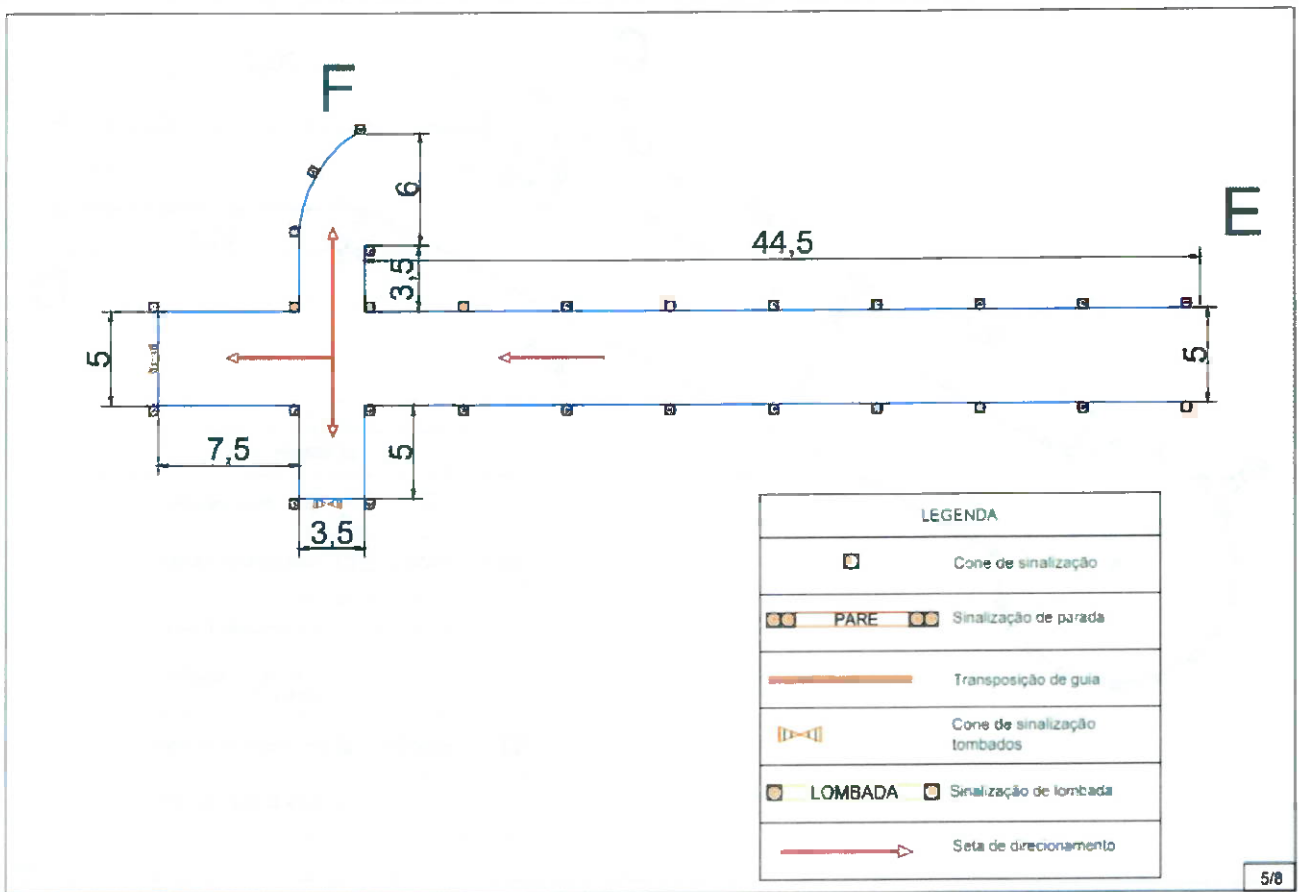 F
E
6
44,5
3,5
5
5
7,5
5
3,5
LEGENDA
Cone de sinalização
PARE
Sinalização de parada
Transposição de guia
Cone de sinalização
tombados
LOMBADA
Sinalização de lombada
Seta de direcionamento
5/8